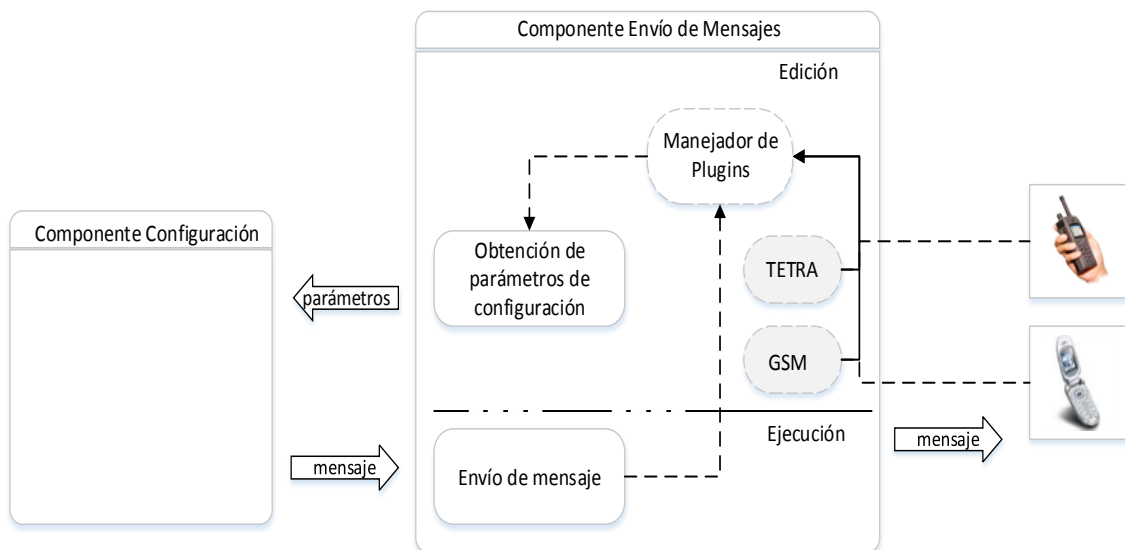 Componente Envío de Mensajes
Edición
Manejador de
Plugins
Componente Configuración
Obtención de
parámetros de
configuración
TETRA
parámetros
GSM
Ejecución
mensaje
mensaje
Envío de mensaje